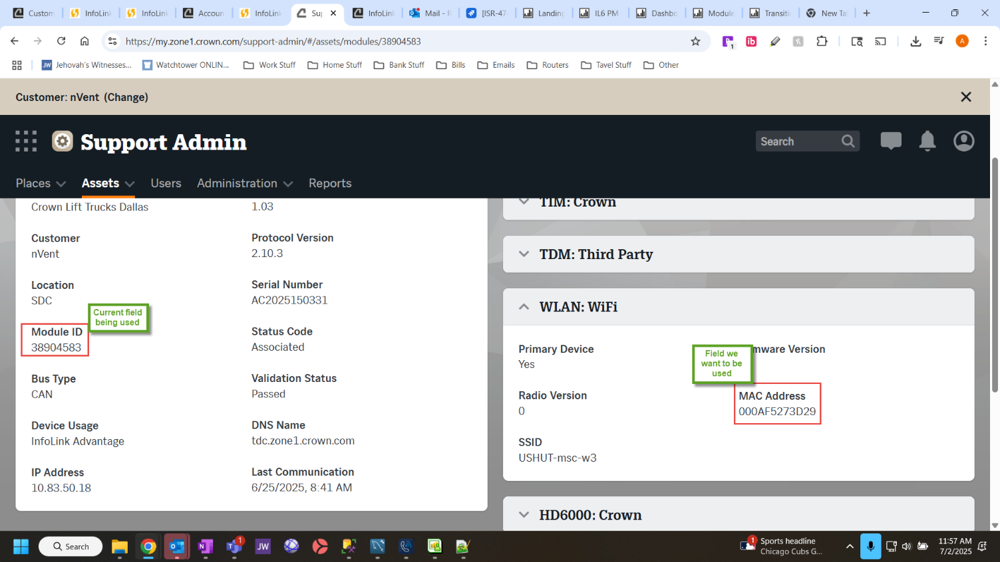 Custom
InfoLink
InfoLink
Accoun
InfoLink
Sup
InfoLink
Mail - R
[ISR-47
Landing
IL6 PM
Dashbo
Module
Transiti
New Ta
https://my.zone1.crown.com/support-admin/#/assets/modules/38904583
1
ib
A
JW Jehovah's Witnesses...
Watchtower ONLIN...
Work Stuff
Home Stuff
Bank Stuff
Bills
Emails
Routers
Tavel Stuff
Other
Customer: nVent (Change)
Support Admin
Search
Places
Assets
Users
Administration
Reports
Crown Lift Trucks Dallas
1.03
Customer
nVent
Protocol Version
2.10.3
Location
SDC
Serial Number
AC2025150331
Current field
being used
Module ID
38904583
Status Code
Associated
Bus Type
CAN
Validation Status
Passed
Device Usage
InfoLink Advantage
DNS Name
tdc.zone1.crown.com
IP Address
10.83.50.18
Last Communication
6/25/2025, 8:41 AM
TIM: Crown
TDM: Third Party
WLAN: WiFi
Primary Device
Yes
mware Version
Field we
want to be
used
Radio Version
0
MAC Address
000AF5273D29
SSID
USHUT-msc-w3
HD6000: Crown
Search
1
JW
1
Sports headline
Chicago Cubs G...
11:57 AM
7/2/2025